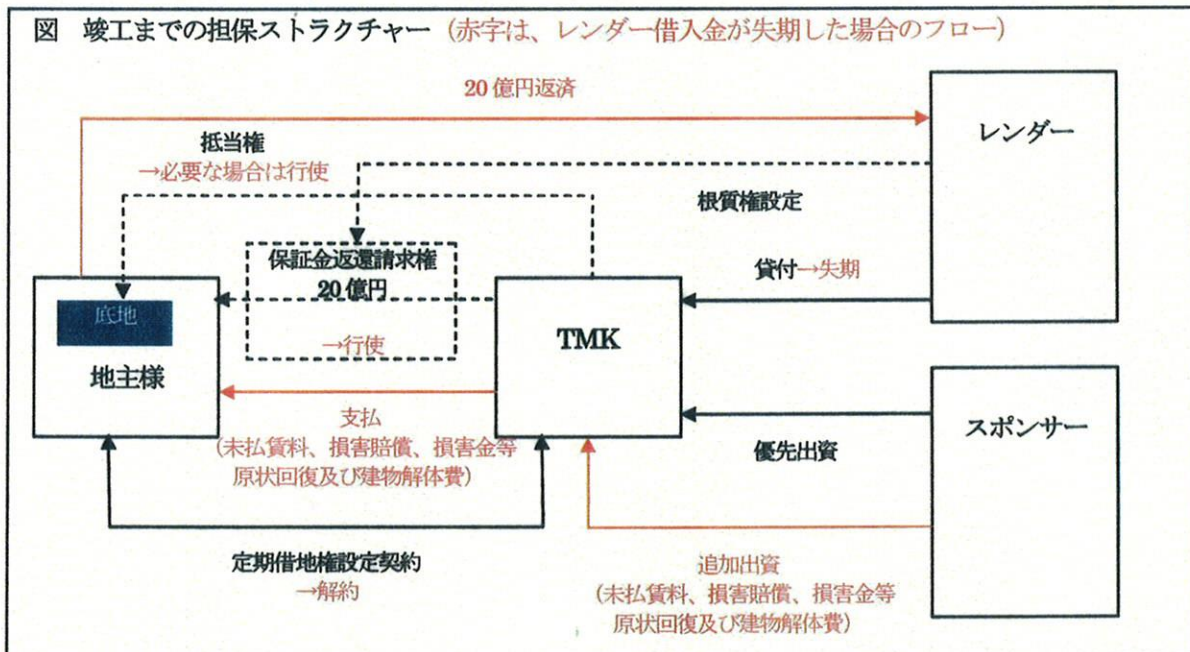 図 竣工までの担保ストラクチャー (赤字は、レンダー借入金が失期した場合のフロー)
20億円返済
レンダー
抵当権
→必要な場合は行使
根質権設定
保証金返還請求権
20億円
貸付→失期
底地
→行使
TMK
地主様
支払
(未払賃料、損害賠償、損害金等
原状回復及び建物解体費)
スポンサー
優先出資
定期借地権設定契約
→解約
追加出資
(未払賃料、損害賠償、損害金等
原状回復及び建物解体費)